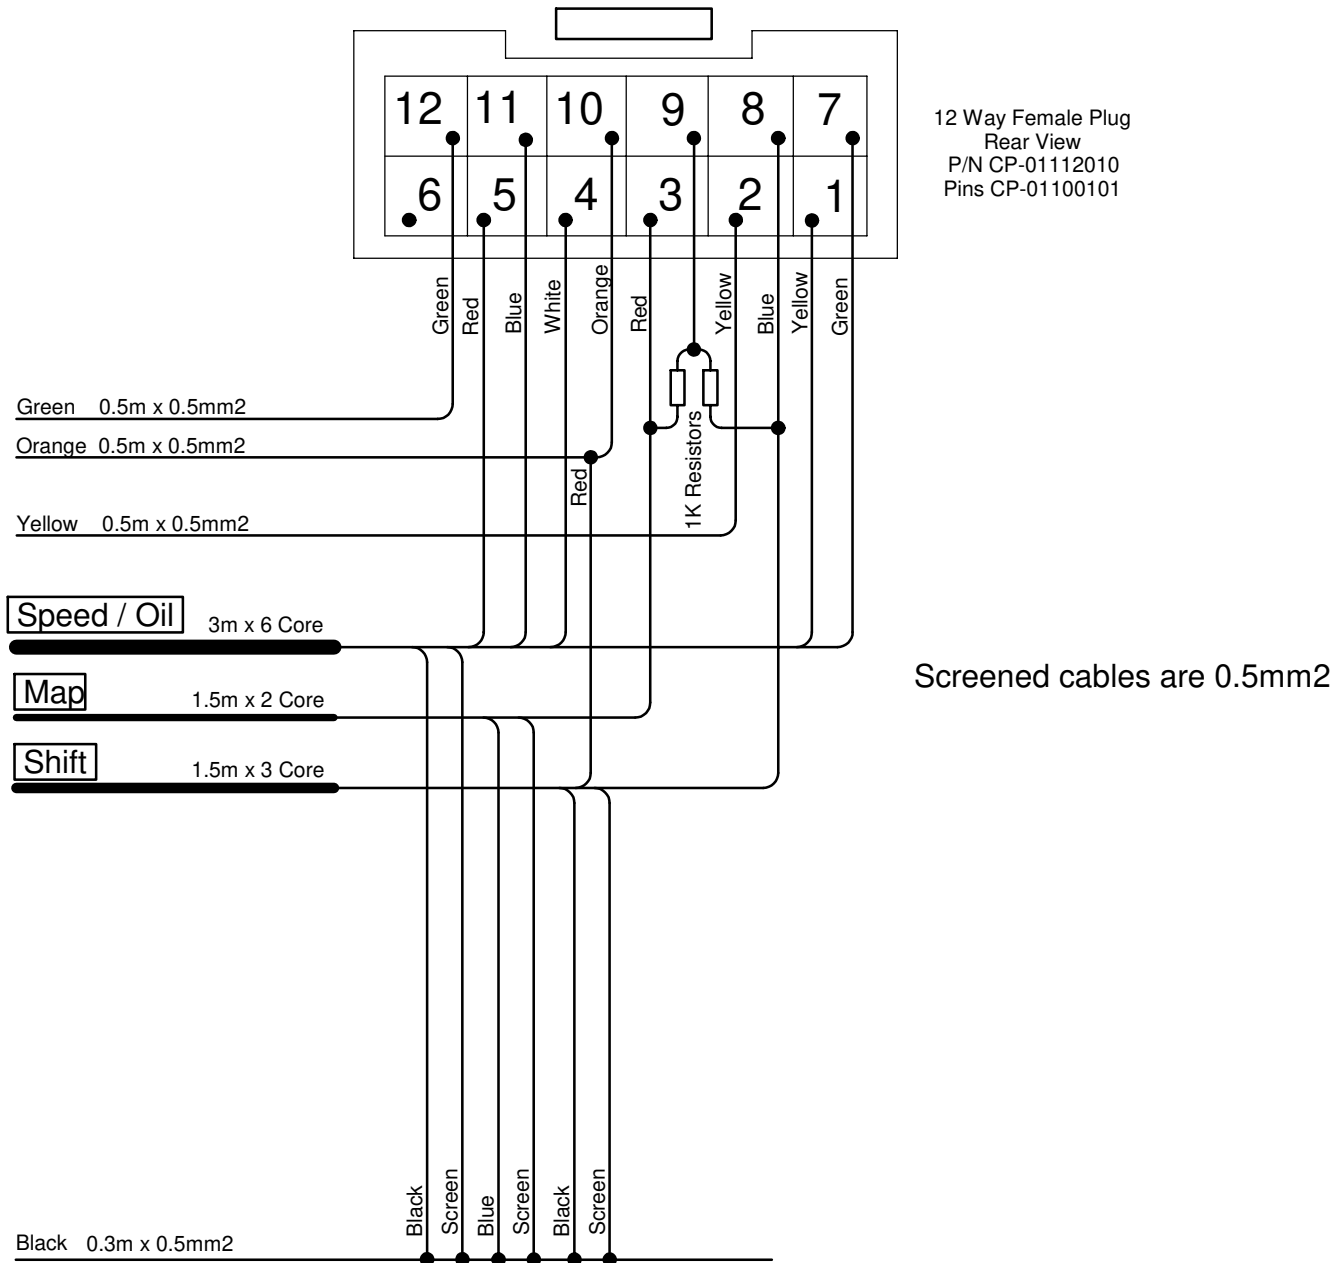 12 11 10 9 8 7
6 5 4 3 2 1
12 Way Female Plug
Rear View
P/N CP-01112010
Pins CP-01100101
Green
Red
Blue
White
Orange
Red
Yellow
Blue
Yellow
Green
1K Resistors
Green 0.5m x 0.5mm2
Orange 0.5m x 0.5mm2
Red
Yellow 0.5m x 0.5mm2
Speed / Oil 3m x 6 Core
Map 1.5m x 2 Core
Shift 1.5m x 3 Core
Screened cables are 0.5mm2
Black
Screen
Blue
Screen
Black
Screen
Black 0.3m x 0.5mm2